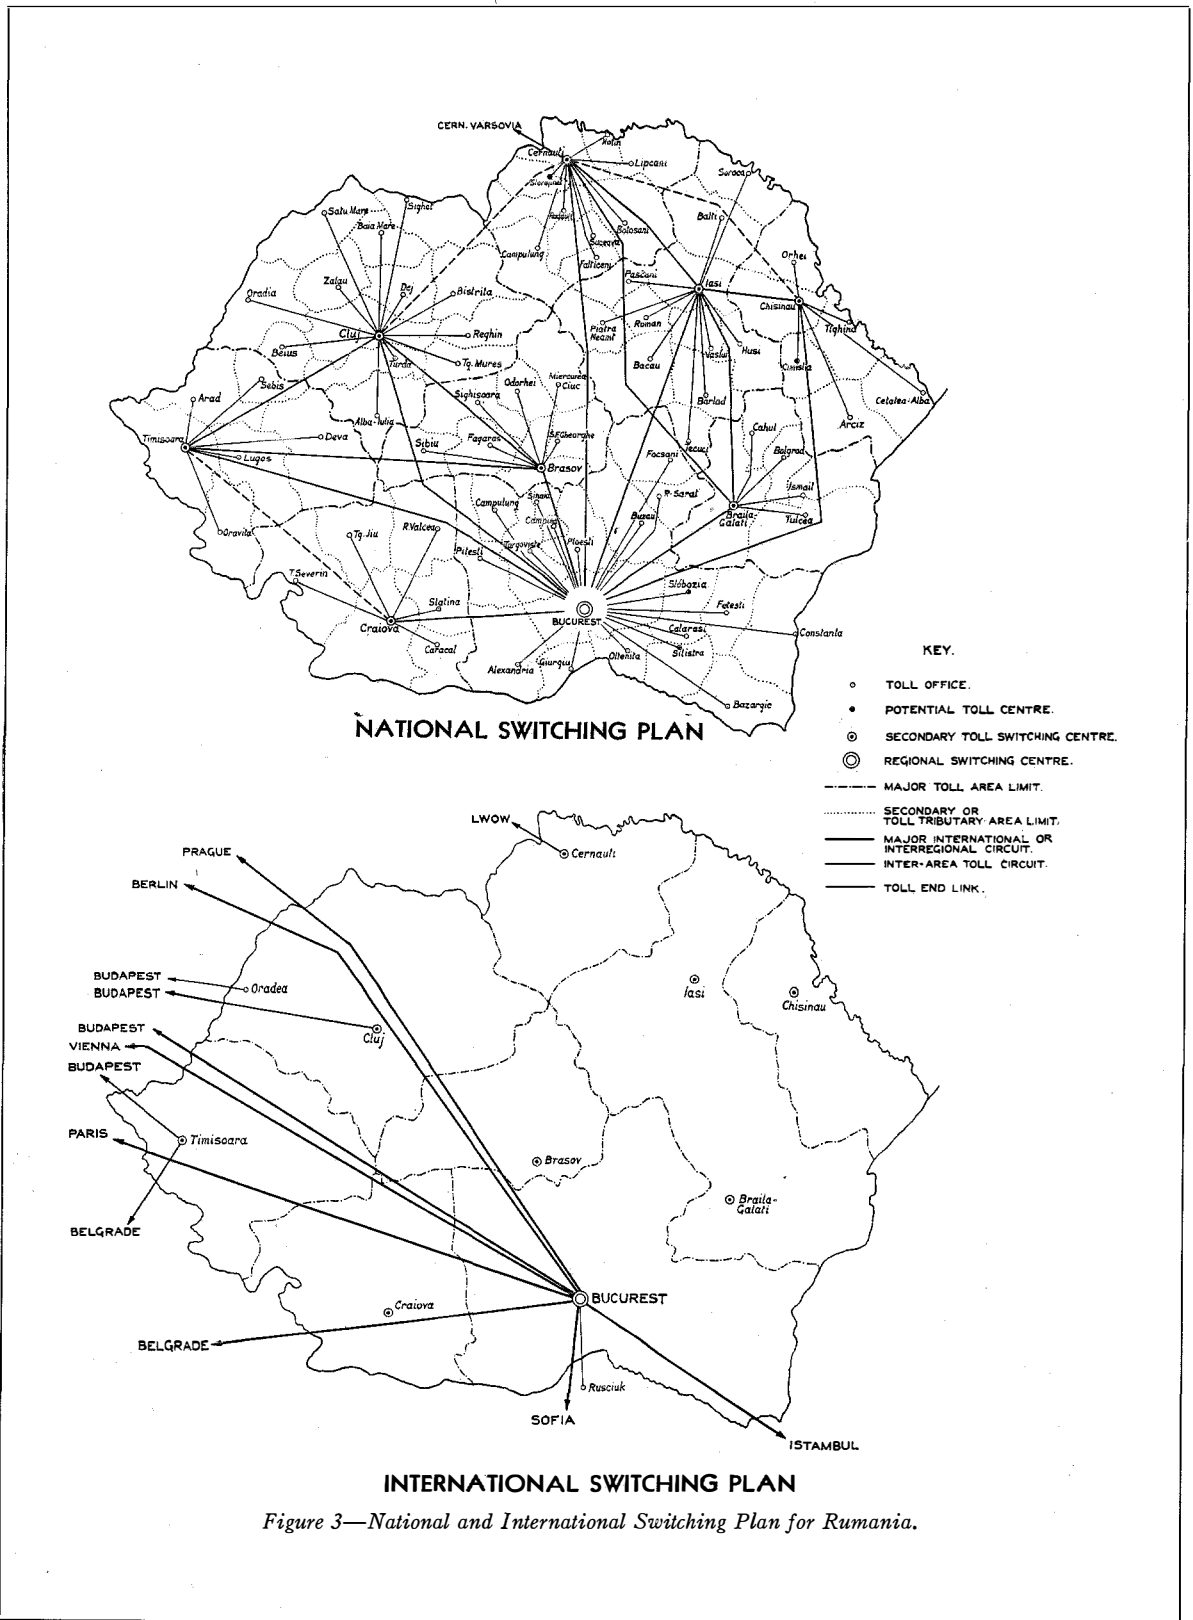 CERN. VARSOVIA
Hotin
Cernauti
Lipcani
Storojinet
Soroca
Sighet
Satu Mare
Baia Mare
Radauti
Balti
Botosani
Suceava
Campulung
Falticeni
Orhei
Pascani
Iasi
Zalau
Dej
Bistrita
Oradia
Chisinau
Tighina
Piatra
Neamt
Roman
Cluj
Reghin
Beius
Turda
Tg. Mures
Vaslui
Husi
Bacau
Cimislia
Miercurea
Ciuc
Odorhei
Sebis
Sighisoara
Arad
Barlad
Cetatea-Alba
Alba-Iulia
Arciz
Cahul
Timisoara
Deva
Sibiu
Fagaras
S.F.Gheorghe
Tecuci
Bolgrad
Lugos
Focsani
Brasov
Ismail
R. Sarat
Campulung
Sinaia
Braila-
Galati
Tulcea
Buzau
Campina
Oravita
Tg. Jiu
R.Valcea
Targoviste
Ploesti
Pitesti
T.Severin
Slobozia
Slatina
Fetesti
BUCUREST
Craiova
Calarasi
Constanta
Caracal
Oltenita
Silistra
Alexandria
Giurgiu
Bazargic
NATIONAL SWITCHING PLAN
KEY.
TOLL OFFICE.
POTENTIAL TOLL CENTRE.
SECONDARY TOLL SWITCHING CENTRE.
REGIONAL SWITCHING CENTRE.
MAJOR TOLL AREA LIMIT.
SECONDARY OR
TOLL TRIBUTARY AREA LIMIT.
MAJOR INTERNATIONAL OR
INTERREGIONAL CIRCUIT.
INTER-AREA TOLL CIRCUIT.
TOLL END LINK.
LWOW
Cernauti
PRAGUE
BERLIN
BUDAPEST
Oradea
BUDAPEST
Iasi
Chisinau
BUDAPEST
Cluj
VIENNA
BUDAPEST
PARIS
Timisoara
Brasov
Braila-
Galati
BELGRADE
BUCUREST
Craiova
BELGRADE
Rusciuk
SOFIA
ISTAMBUL
INTERNATIONAL SWITCHING PLAN
Figure 3—National and International Switching Plan for Rumania.